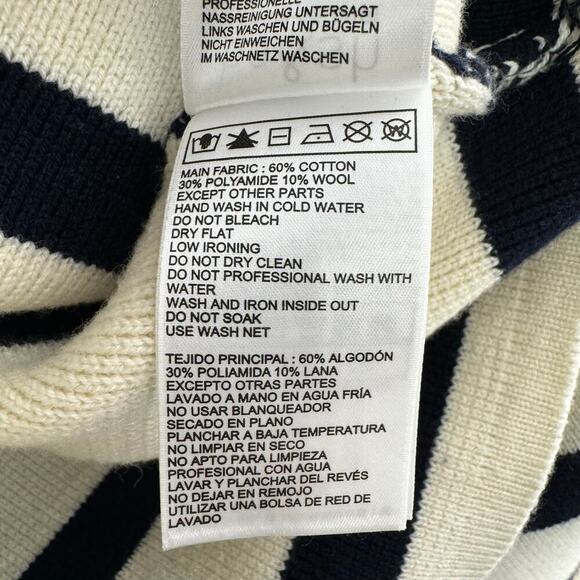 PROFESSIONELLE
NASSREINIGUNG UNTERSAGT
LINKS WASCHEN UND BÜGELN
NICHT EINWEICHEN
IM WASCHNETZ WASCHEN
MAIN FABRIC : 60% COTTON
30% POLYAMIDE 10% WOOL
EXCEPT OTHER PARTS
HAND WASH IN COLD WATER
DO NOT BLEACH
DRY FLAT
LOW IRONING
DO NOT DRY CLEAN
DO NOT PROFESSIONAL WASH WITH
WATER
WASH AND IRON INSIDE OUT
DO NOT SOAK
USE WASH NET
TEJIDO PRINCIPAL : 60% ALGODÓN
30% POLIAMIDA 10% LANA
EXCEPTO OTRAS PARTES
LAVADO A MANO EN AGUA FRÍA
NO USAR BLANQUEADOR
SECADO EN PLANO
PLANCHAR A BAJA TEMPERATURA
NO LIMPIAR EN SECO
NO APTO PARA LIMPIEZA
PROFESIONAL CON AGUA
LAVAR Y PLANCHAR DEL REVÉS
NO DEJAR EN REMOJO
UTILIZAR UNA BOLSA DE RED DE
LAVADO